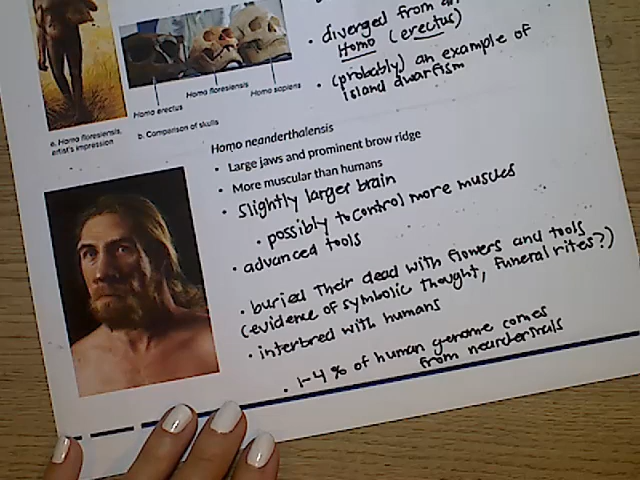 diverged from
Homo (erectus)
(probably) an example of
island dwarfism
Homo erectus
Homo floresiensis
Homo sapiens
a. Homo floresiensis,
artist's impression
b. Comparison of skulls
Homo neanderthalensis
• Large jaws and prominent brow ridge
• More muscular than humans
• Slightly larger brain
• possibly to control more muscles
• advanced tools
• buried their dead with flowers and tools
(evidence of symbolic thought, funeral rites?)
• interbred with humans
• 1-4% of human genome comes
from neandertals